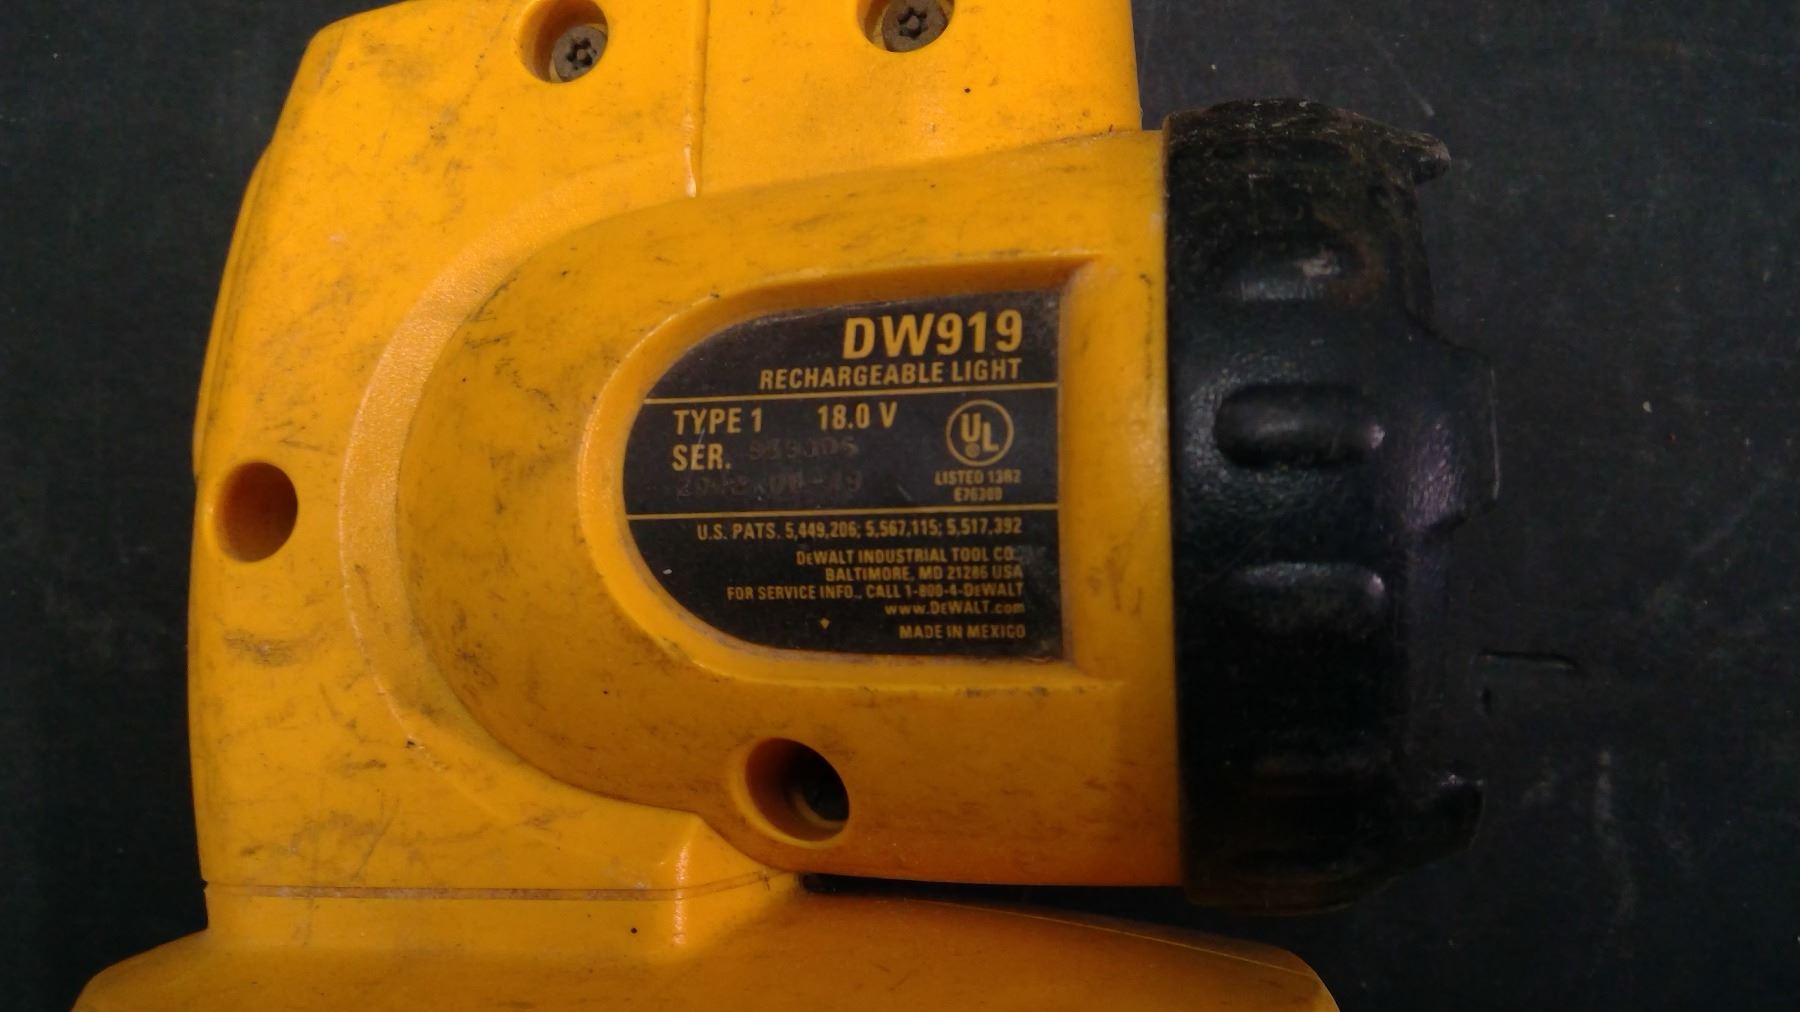 DW919
RECHARGEABLE LIGHT
TYPE 1 18.0 V
SER.
UL
LISTED 13R2
E76300
U.S. PATS. 5,449,206; 5,567,115; 5,517,392
DEWALT INDUSTRIAL TOOL CO.
BALTIMORE, MD 21286 USA
FOR SERVICE INFO., CALL 1-800-4-DEWALT
www.DEWALT.com
MADE IN MEXICO